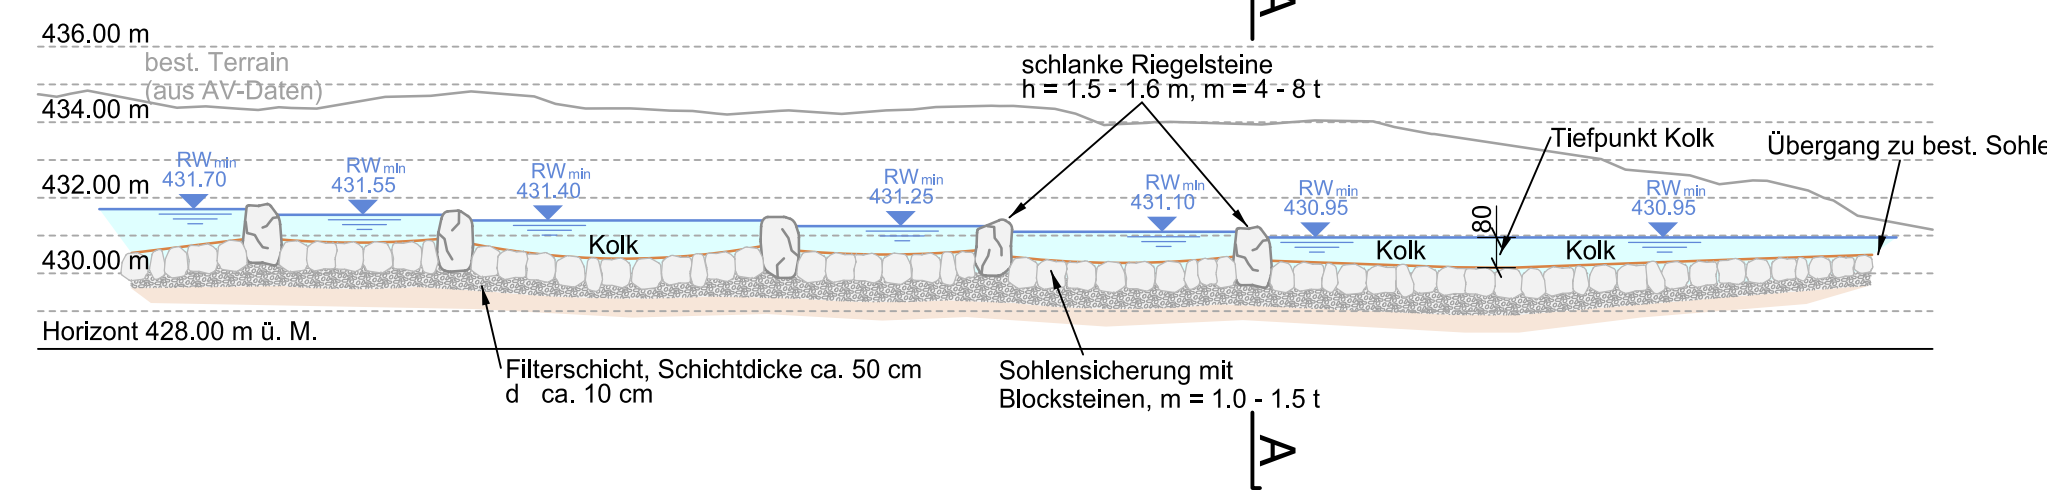 A
436.00 m
best. Terrain
(aus AV-Daten)
schlanke Riegelsteine
h = 1.5 - 1.6 m, m = 4 - 8 t
434.00 m
Tiefpunkt Kolk
Übergang zu best. Sohle
RWmin
431.70
RWmin
431.55
RWmin
431.40
RWmin
431.25
RWmin
431.10
RWmin
430.95
RWmin
430.95
432.00 m
80
Kolk
Kolk
Kolk
430.00 m
Horizont 428.00 m ü. M.
Filterschicht, Schichtdicke ca. 50 cm
d ca. 10 cm
Sohlensicherung mit
Blocksteinen, m = 1.0 - 1.5 t
A